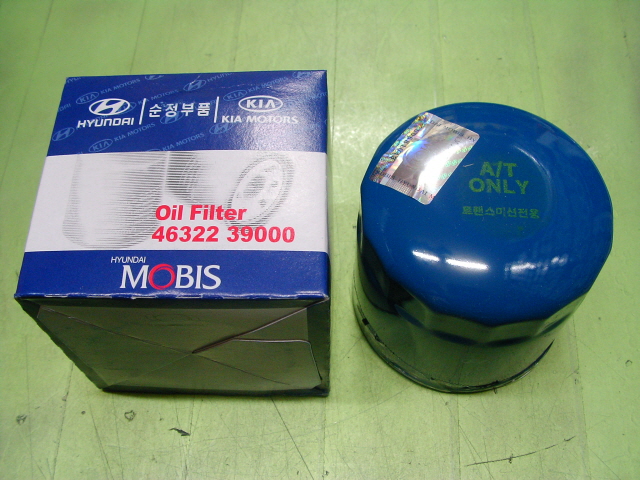 HYUNDAI
순정부품
KIA
KIA MOTORS
Oil Filter
46322 39000
HYUNDAI
MOBIS
A/T
ONLY
트랜스미션전용